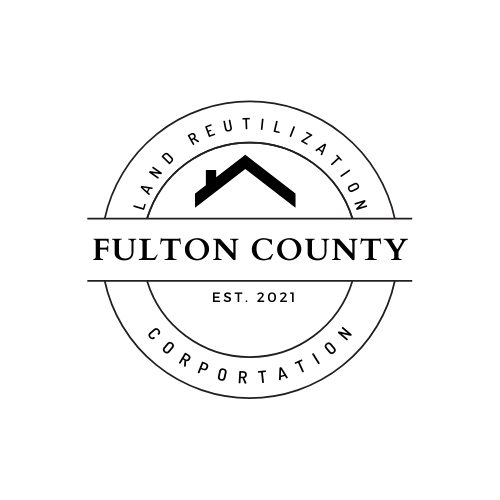 LAND REUTILIZATION
FULTON COUNTY
EST. 2021
CORPORTATION